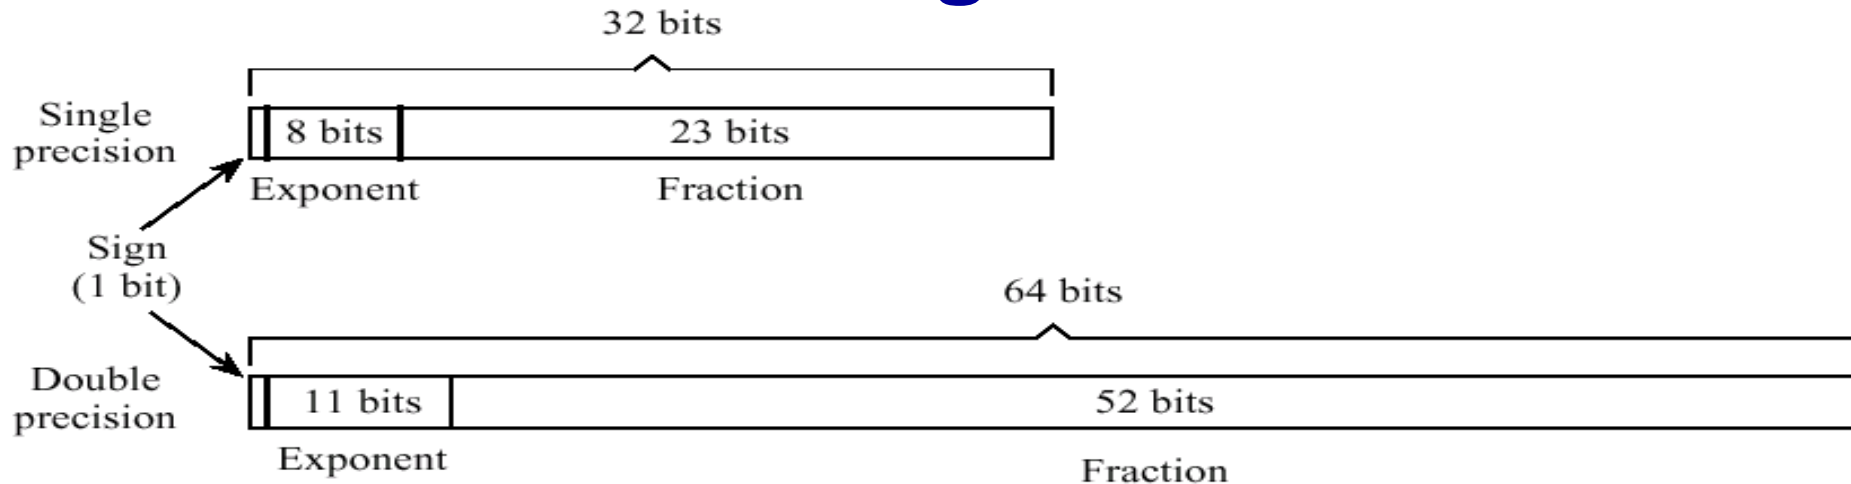 32 bits
Single
precision
8 bits
23 bits
Exponent
Fraction
Sign
(1 bit)
64 bits
Double
precision
11 bits
52 bits
Exponent
Fraction